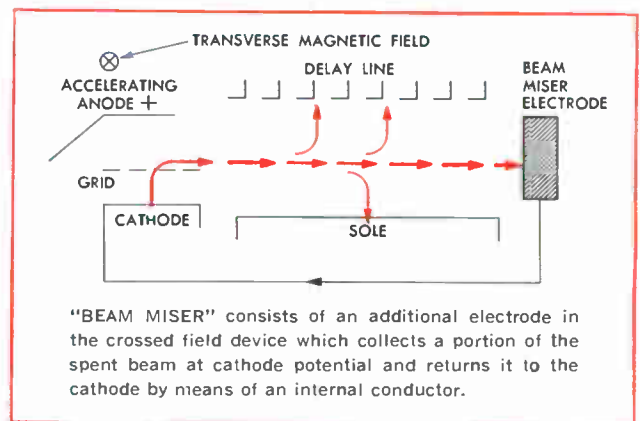 TRANSVERSE MAGNETIC FIELD
ACCELERATING
ANODE +
DELAY LINE
BEAM
MISER
ELECTRODE
GRID
CATHODE
SOLE
"BEAM MISER" consists of an additional electrode in
the crossed field device which collects a portion of the
spent beam at cathode potential and returns it to the
cathode by means of an internal conductor.